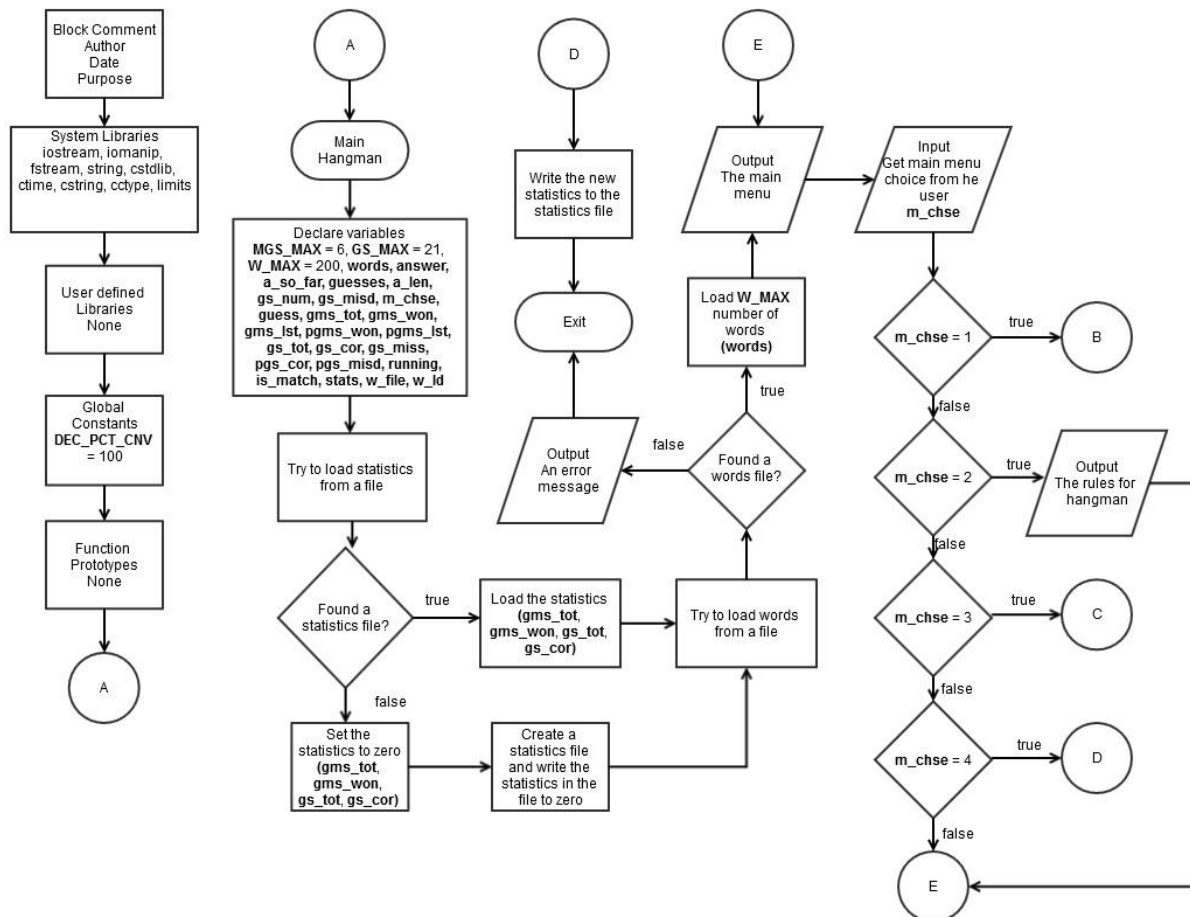 Block Comment
Author
Date
Purpose
System Libraries
iostream, iomanip,
fstream, string, cstdlib,
ctime, cstring, cctype, limits
User defined
Libraries
None
Global
Constants
DEC_PCT_CNV
= 100
Function
Prototypes
None
A
A
Main
Hangman
Declare variables
MGS_MAX = 6, GS_MAX = 21,
W_MAX = 200, words, answer,
a_so_far, guesses, a_len,
gs_num, gs_misd, m_chse,
guess, gms_tot, gms_won,
gms_lst, pgms_won, pgms_lst,
gs_tot, gs_cor, gs_miss,
pgs_cor, pgs_misd, running,
is_match, stats, w_file, w_ld
Try to load statistics
from a file
Found a
statistics file?
true
false
Load the statistics
(gms_tot,
gms_won, gs_tot,
gs_cor)
Set the
statistics to zero
(gms_tot,
gms_won,
gs_tot, gs_cor)
Create a
statistics file
and write the
statistics in the
file to zero
Try to load words
from a file
Found a
words file?
false
true
Output
An error
message
D
Write the new
statistics to the
statistics file
Exit
Load W_MAX
number of
words
(words)
E
Output
The main
menu
Input
Get main menu
choice from he
user
m_chse
m_chse = 1
true
B
false
m_chse = 2
true
Output
The rules for
hangman
false
m_chse = 3
true
C
false
m_chse = 4
true
D
false
E